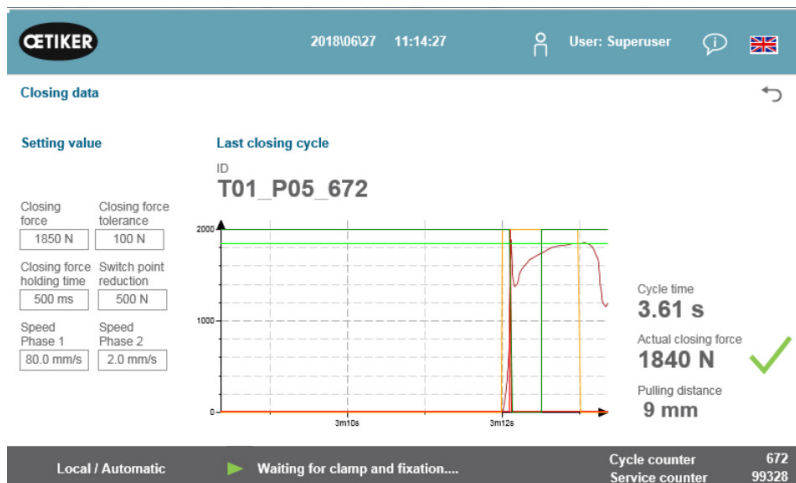 OETIKER
2018\06\27 11:14:27
User: Superuser
Closing data
Setting value
Last closing cycle
ID
T01_P05_672
Closing force
Closing force tolerance
1850 N
100 N
Closing force holding time
Switch point reduction
500 ms
500 N
Speed Phase 1
Speed Phase 2
80.0 mm/s
2.0 mm/s
2000
1000
0
3m10s
3m12s
Cycle time
3.61 s
Actual closing force
1840 N
Pulling distance
9 mm
Local / Automatic
Waiting for clamp and fixation....
Cycle counter 672
Service counter 99328